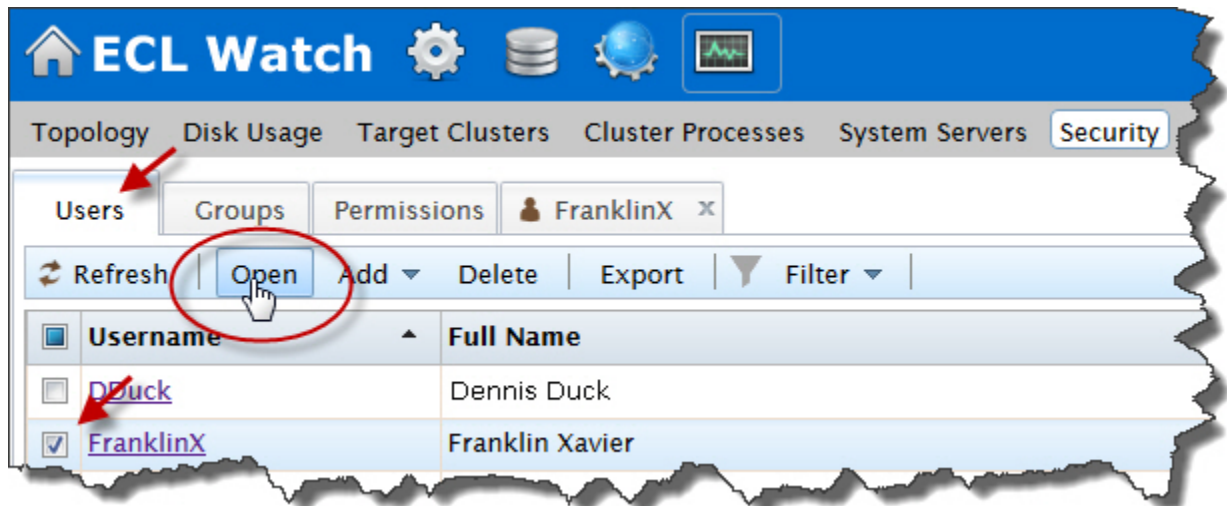 ECL Watch
Topology Disk Usage Target Clusters Cluster Processes System Servers Security
Users Groups Permissions FranklinX x
Refresh Open Add Delete Export Filter
Username Full Name
DDuck Dennis Duck
FranklinX Franklin Xavier